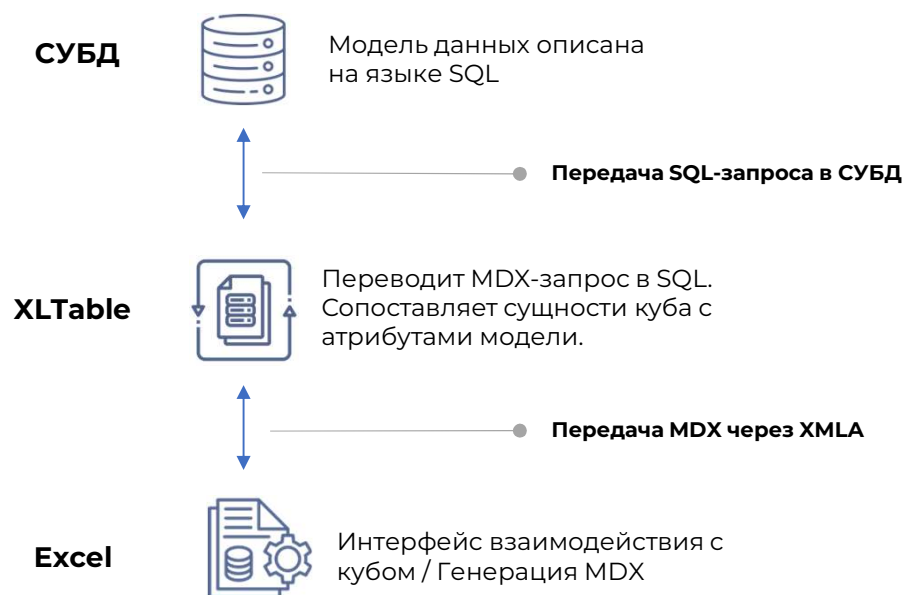 СУБД
Модель данных описана
на языке SQL
Передача SQL-запроса в СУБД
XLTable
Переводит MDX-запрос в SQL.
Сопоставляет сущности куба с
атрибутами модели.
Передача MDX через XMLA
Excel
Интерфейс взаимодействия с
кубом / Генерация MDX